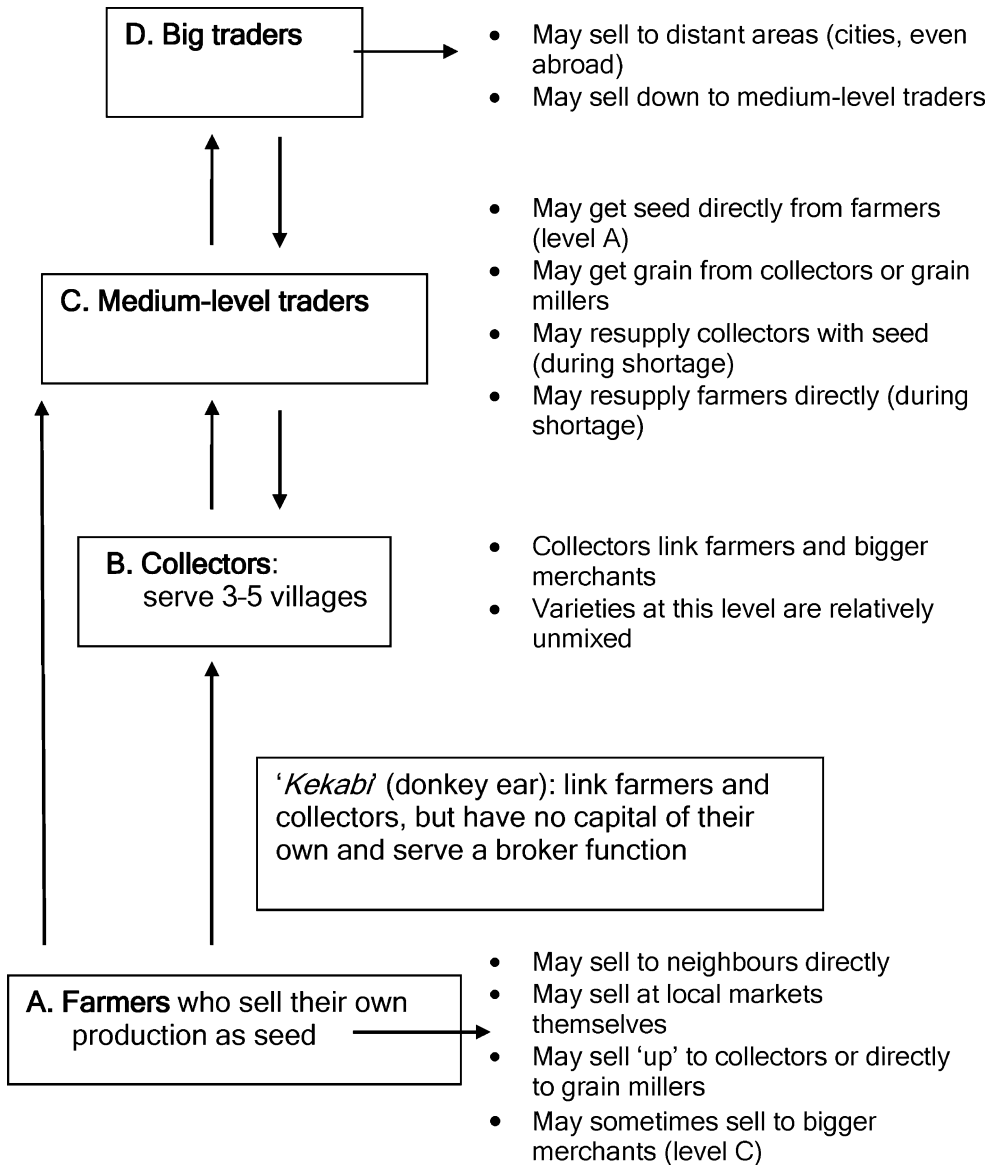 D. Big traders
• May sell to distant areas (cities, even
abroad)
• May sell down to medium-level traders
• May get seed directly from farmers
(level A)
• May get grain from collectors or grain
millers
• May resupply collectors with seed
(during shortage)
• May resupply farmers directly (during
shortage)
C. Medium-level traders
B. Collectors:
serve 3-5 villages
• Collectors link farmers and bigger
merchants
• Varieties at this level are relatively
unmixed
‘Kekabi’ (donkey ear): link farmers and
collectors, but have no capital of their
own and serve a broker function
A. Farmers who sell their own
production as seed
• May sell to neighbours directly
• May sell at local markets
themselves
• May sell ‘up’ to collectors or directly
to grain millers
• May sometimes sell to bigger
merchants (level C)